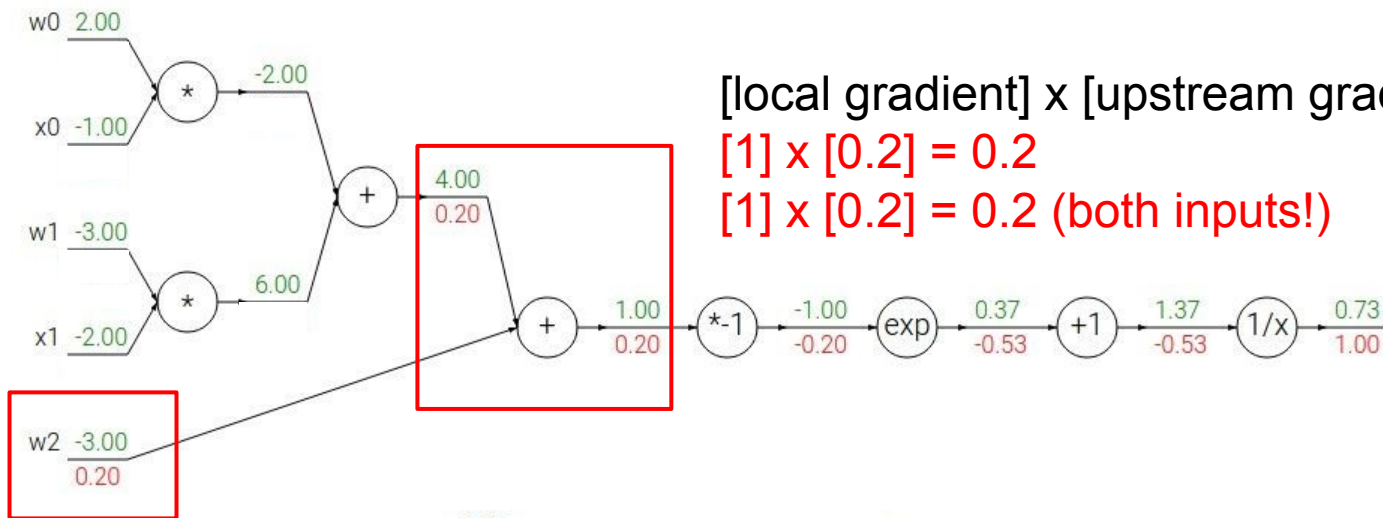 w0 2.00
-2.00
*
x0 -1.00
[local gradient] x [upstream grad
[1] x [0.2] = 0.2
[1] x [0.2] = 0.2 (both inputs!)
4.00
+
0.20
w1 -3.00
6.00
*
x1 -2.00
+
1.00
0.20
*-1
-1.00
-0.20
exp
0.37
-0.53
+1
1.37
-0.53
1/x
0.73
1.00
w2 -3.00
0.20